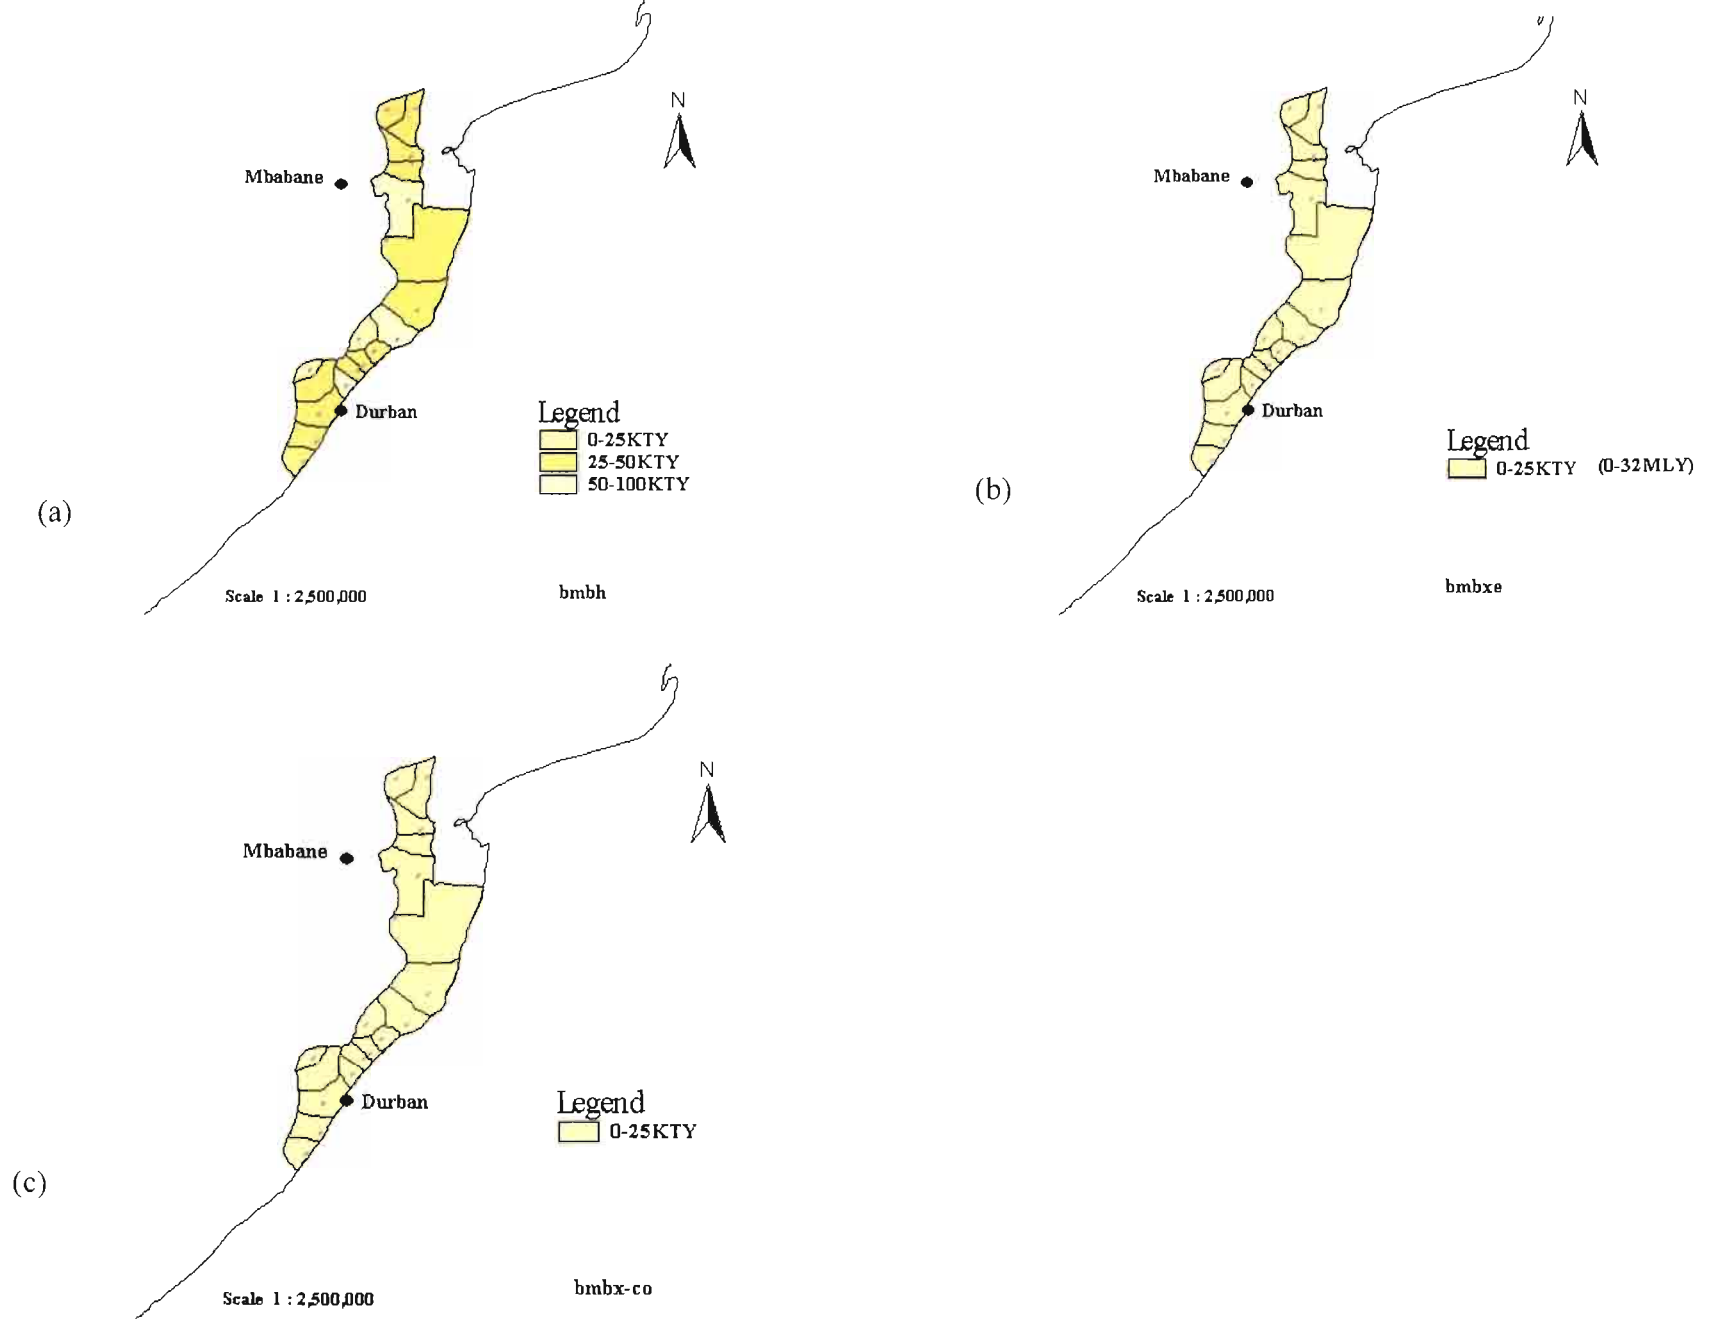 N
Mbabane
Durban
Legend
0-25KTY
25-50KTY
50-100KTY
(a)
Scale 1 : 2,500,000
bmbh
N
Mbabane
Durban
Legend
0-25KTY (0-32MLY)
(b)
Scale 1 : 2,500,000
bmbxe
N
Mbabane
Durban
Legend
0-25KTY
(c)
Scale 1 : 2,500,000
bmbx-co